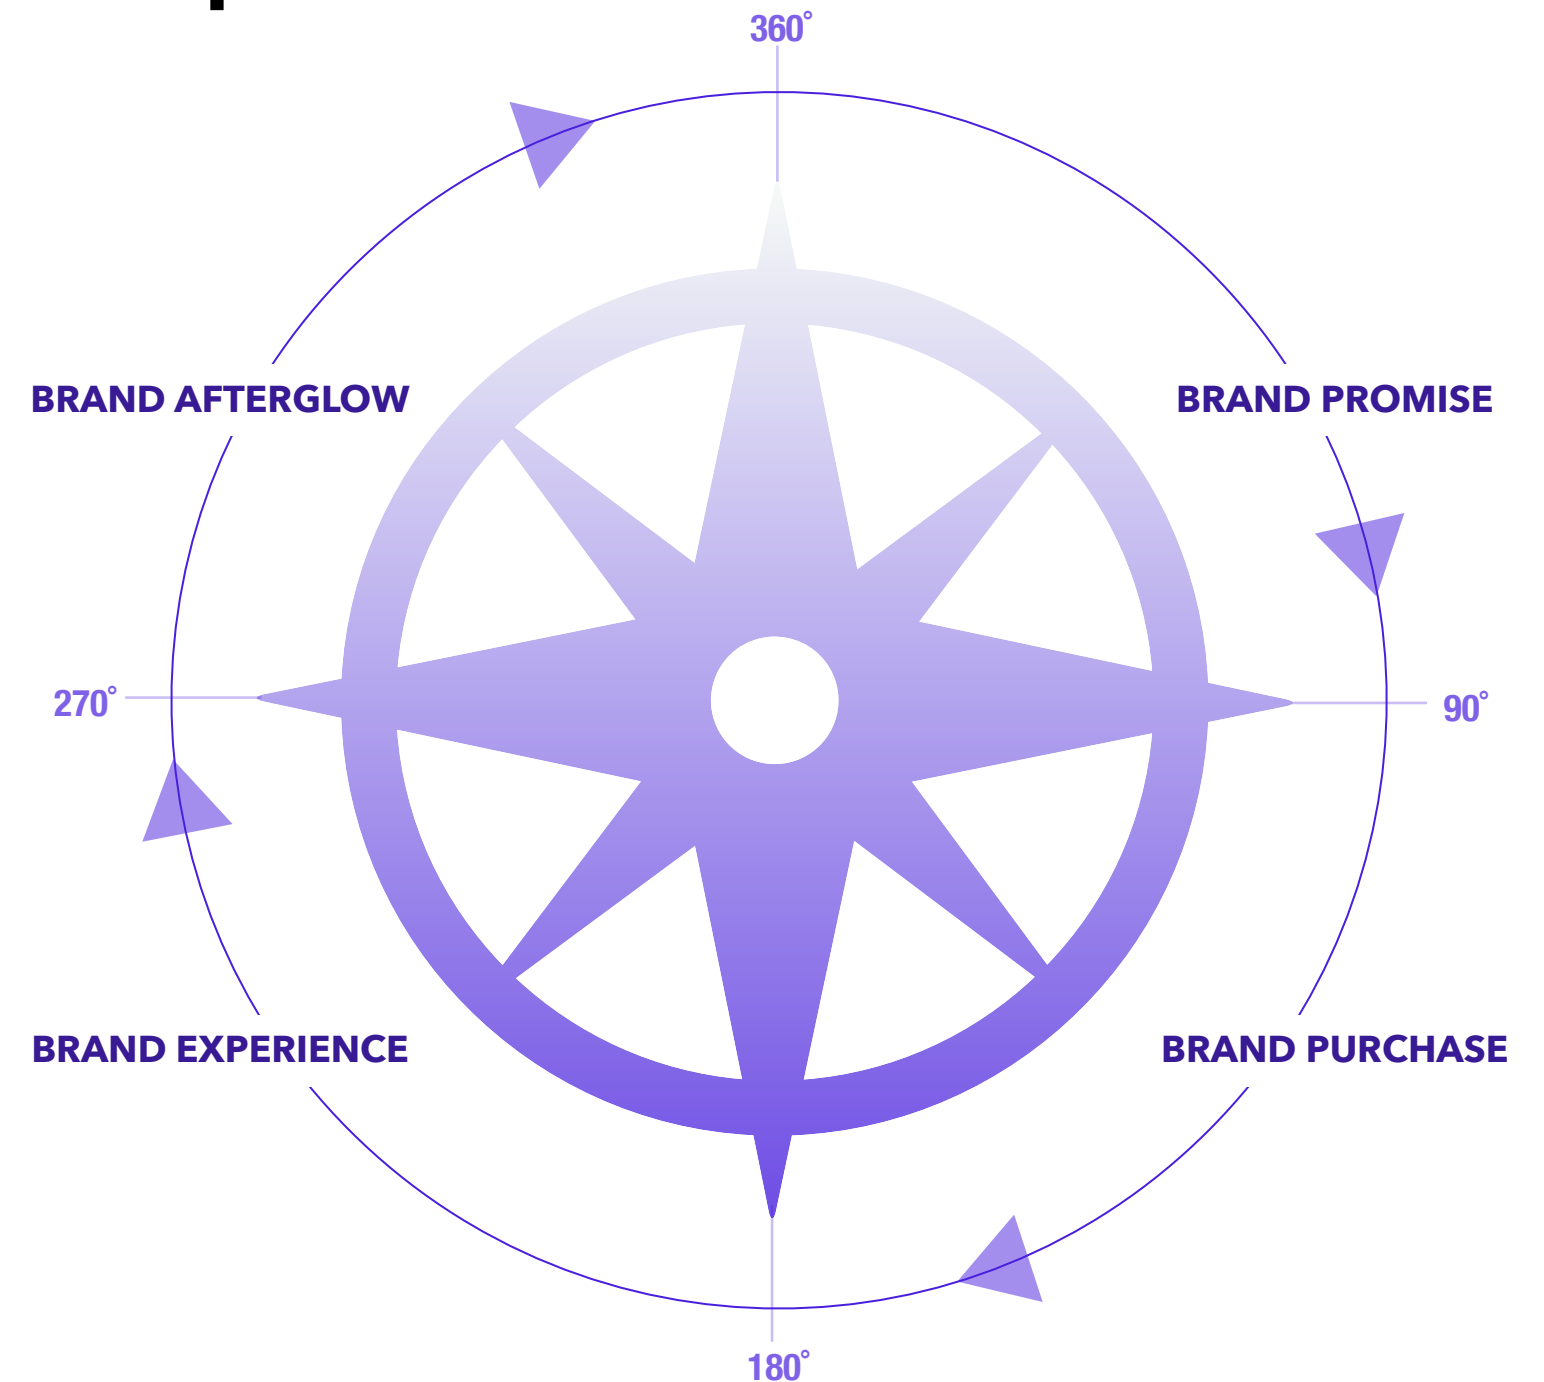 360°
BRAND AFTERGLOW
BRAND PROMISE
270°
90°
BRAND EXPERIENCE
BRAND PURCHASE
180°